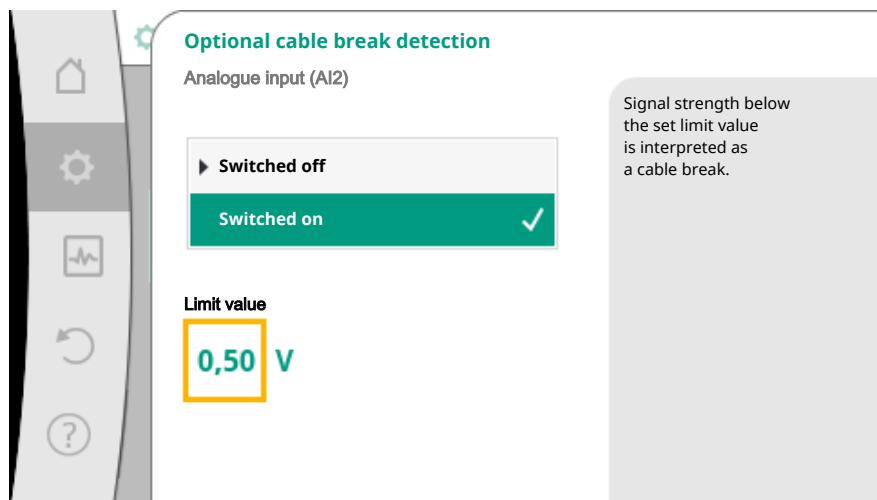 Optional cable break detection
Analogue input (AI2)
Signal strength below
the set limit value
is interpreted as
a cable break.
Switched off
Switched on
Limit value
0,50 V
?